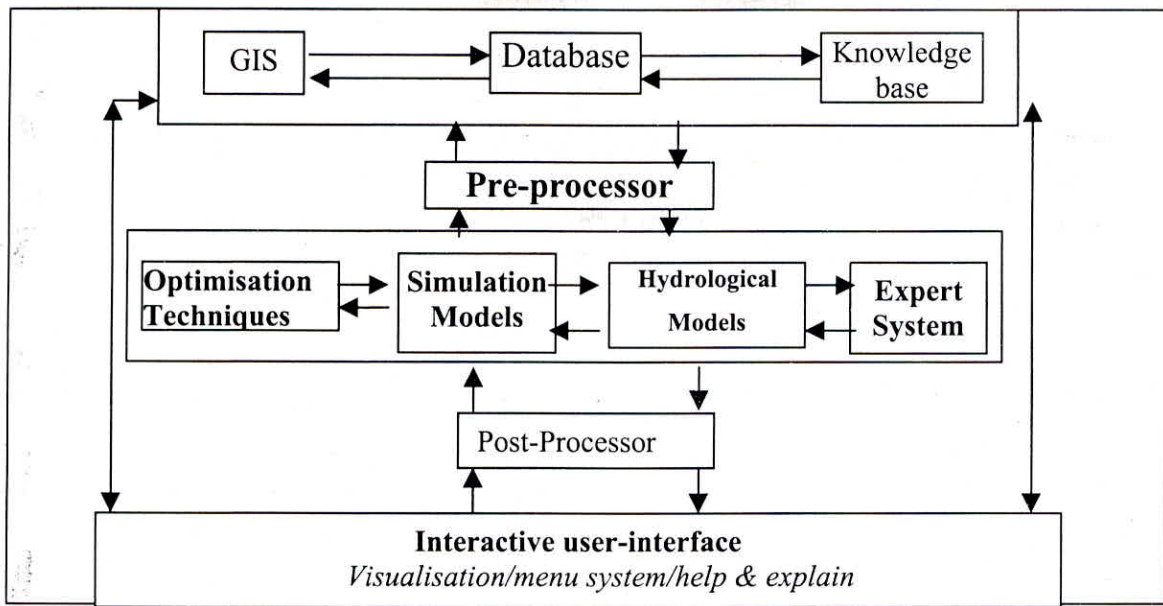 GIS
Database
Knowledge
base
Pre-processor
Optimisation
Techniques
Simulation
Models
Hydrological
Models
Expert
System
Post-Processor
Interactive user-interface
Visualisation/menu system/help & explain